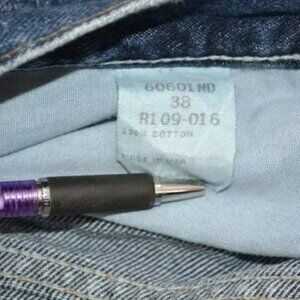 60601ND
38
R109-016
100% COTTON
MADE IN USA